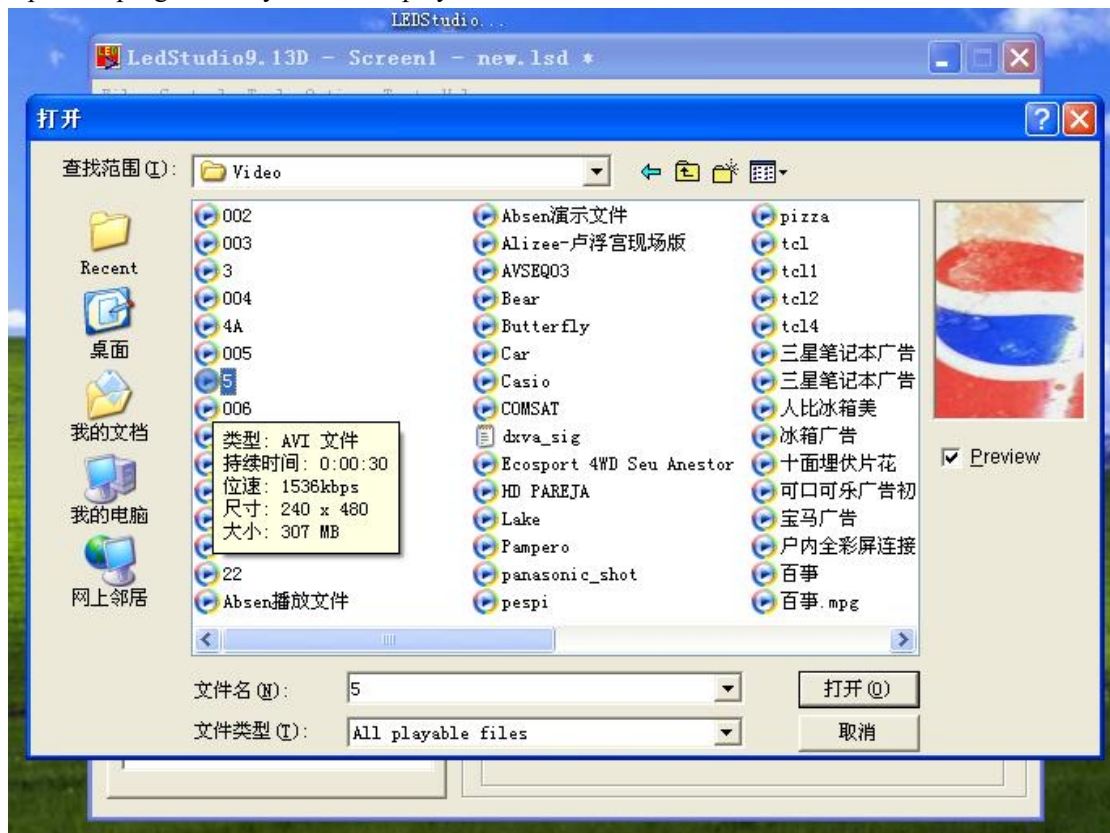 LEDStudio...
LedStudio9.13D - Screen1 - new.lsd *
打开
查找范围(I):
Video
002
003
3
004
4A
005
5
006
22
Absen播放文件
Absen演示文件
Alizee-卢浮宫现场版
AVSEQ03
Bear
Butterfly
Car
Casio
COMSAT
dxva_sig
Ecosport 4WD Seu Anestor
HD PAREJA
Lake
Pampero
panasonic_shot
pespi
pizza
tcl
tcl1
tcl2
tcl4
三星笔记本广告
三星笔记本广告
人比冰箱美
冰箱广告
十面埋伏片花
可口可乐广告初
宝马广告
户内全彩屏连接
百事
百事.mpg
类型: AVI 文件
持续时间: 0:00:30
位速: 1536kbps
尺寸: 240 x 480
大小: 307 MB
Recent
桌面
我的文档
我的电脑
网上邻居
Preview
文件名(N):
5
打开(O)
文件类型(T):
All playable files
取消